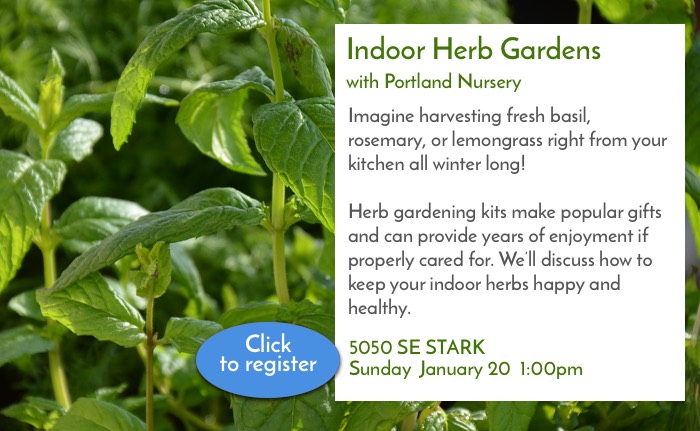 Indoor Herb Gardens
with Portland Nursery
Imagine harvesting fresh basil,
rosemary, or lemongrass right from your
kitchen all winter long!
Herb gardening kits make popular gifts
and can provide years of enjoyment if
properly cared for. We'll discuss how to
keep your indoor herbs happy and
healthy.
5050 SE STARK
Sunday January 20 1:00pm
Click
to register